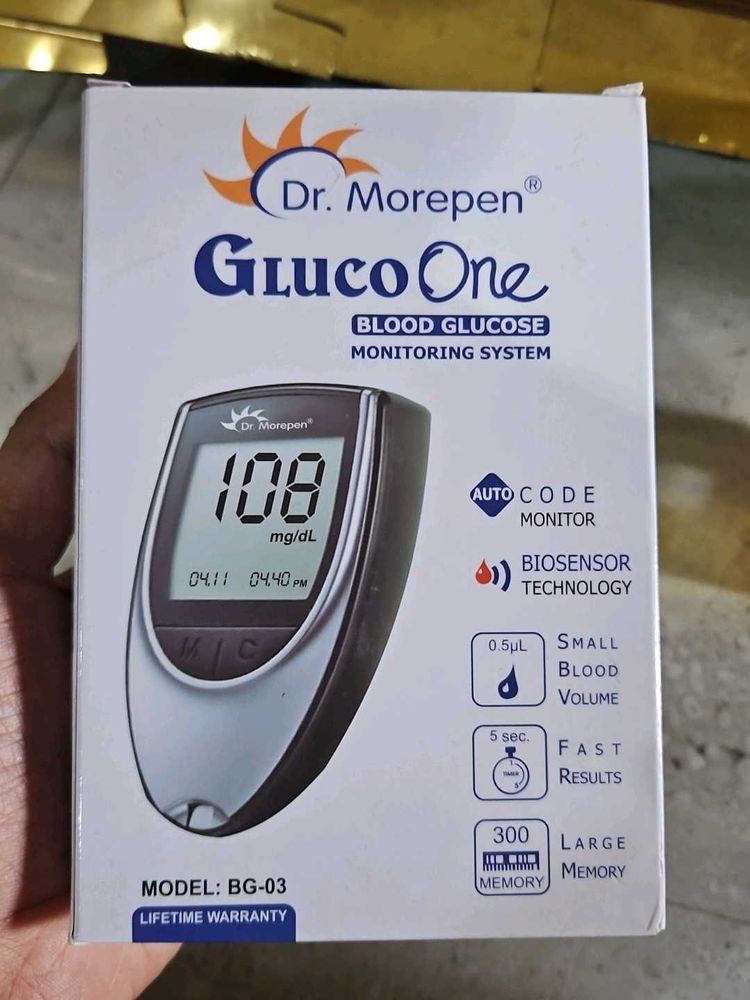 Dr. Morepen®
GLUCO One
BLOOD GLUCOSE
MONITORING SYSTEM
Dr. Morepen®
108
mg/dL
04.11 04.40 PM
M C
AUTO CODE
MONITOR
BIOSENSOR
TECHNOLOGY
0.5µL
SMALL
BLOOD
VOLUME
5 sec.
TIMER
5
FAST
RESULTS
300
MEMORY
LARGE
MEMORY
MODEL: BG-03
LIFETIME WARRANTY